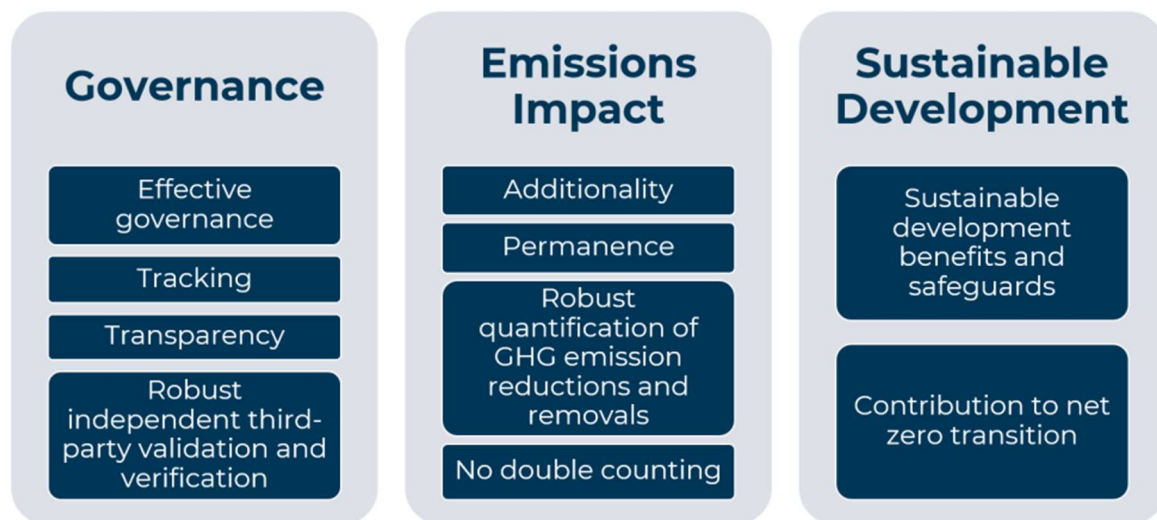 Governance
Effective
governance
Tracking
Transparency
Robust
independent third-
party validation and
verification
Emissions
Impact
Additionality
Permanence
Robust
quantification of
GHG emission
reductions and
removals
No double counting
Sustainable
Development
Sustainable
development
benefits and
safeguards
Contribution to net
zero transition